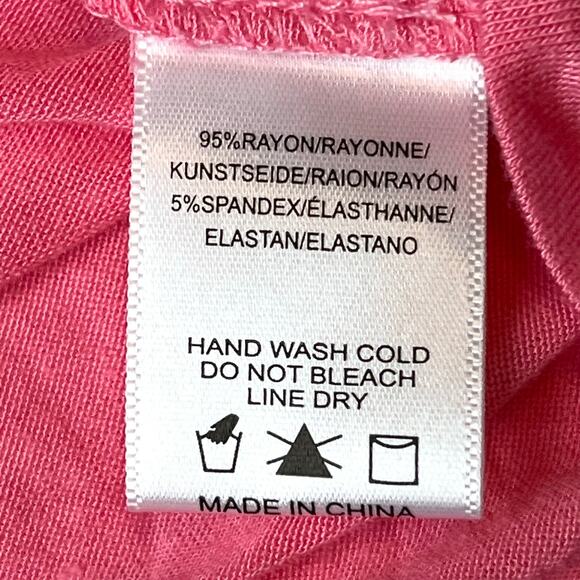 95%RAYON/RAYONNE/
KUNSTSEIDE/RAION/RAYÓN
5%SPANDEX/ÉLASTHANNE/
ELASTAN/ELASTANO
HAND WASH COLD
DO NOT BLEACH
LINE DRY
MADE IN CHINA